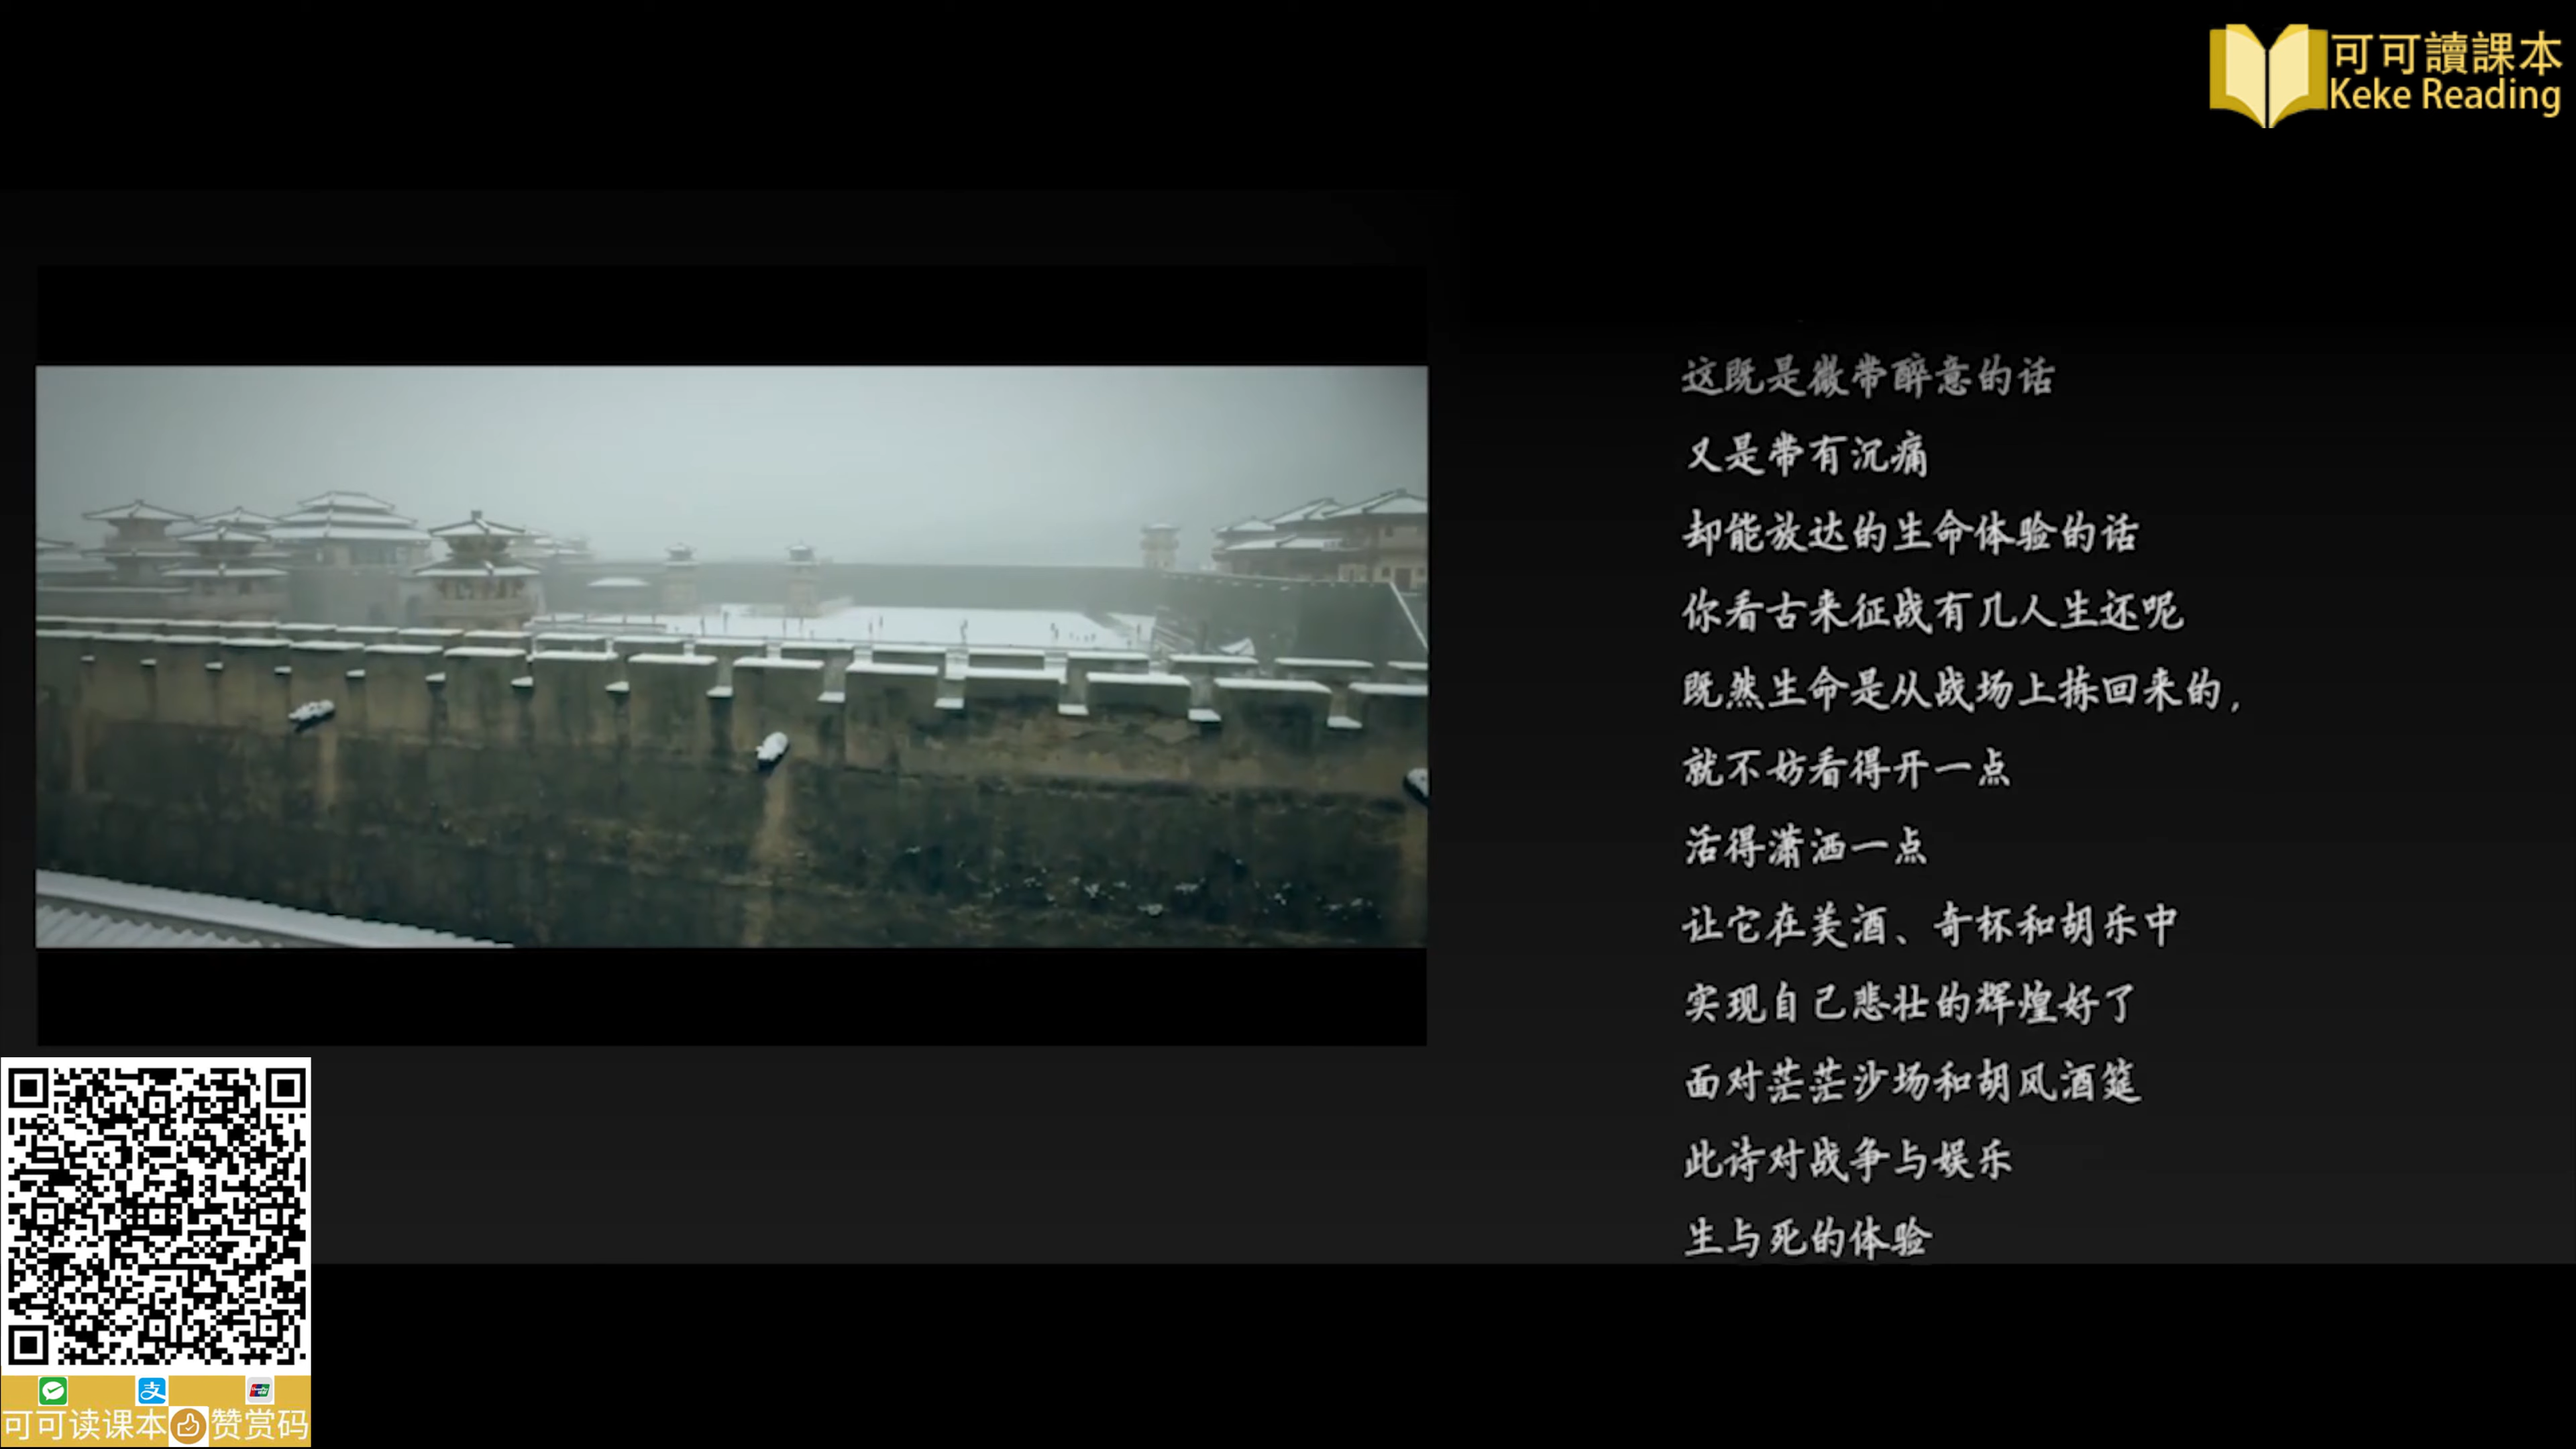 可可讀課本
Keke Reading
这既是微带醉意的话
又是带有沉痛
却能放达的生命体验的话
你看古来征战有几人生还呢
既然生命是从战场上拣回来的，
就不妨看得开一点
活得潇洒一点
让它在美酒、奇杯和胡乐中
实现自己悲壮的辉煌好了
面对茫茫沙场和胡风酒筵
此诗对战争与娱乐
生与死的体验
支
可可读课本赞赏码